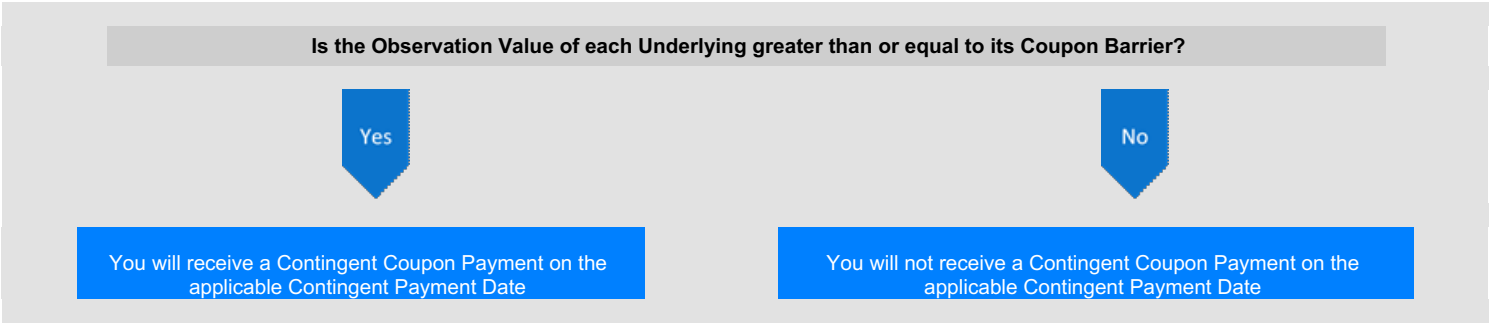 Is the Observation Value of each Underlying greater than or equal to its Coupon Barrier?
Yes
No
You will receive a Contingent Coupon Payment on the
applicable Contingent Payment Date
You will not receive a Contingent Coupon Payment on the
applicable Contingent Payment Date